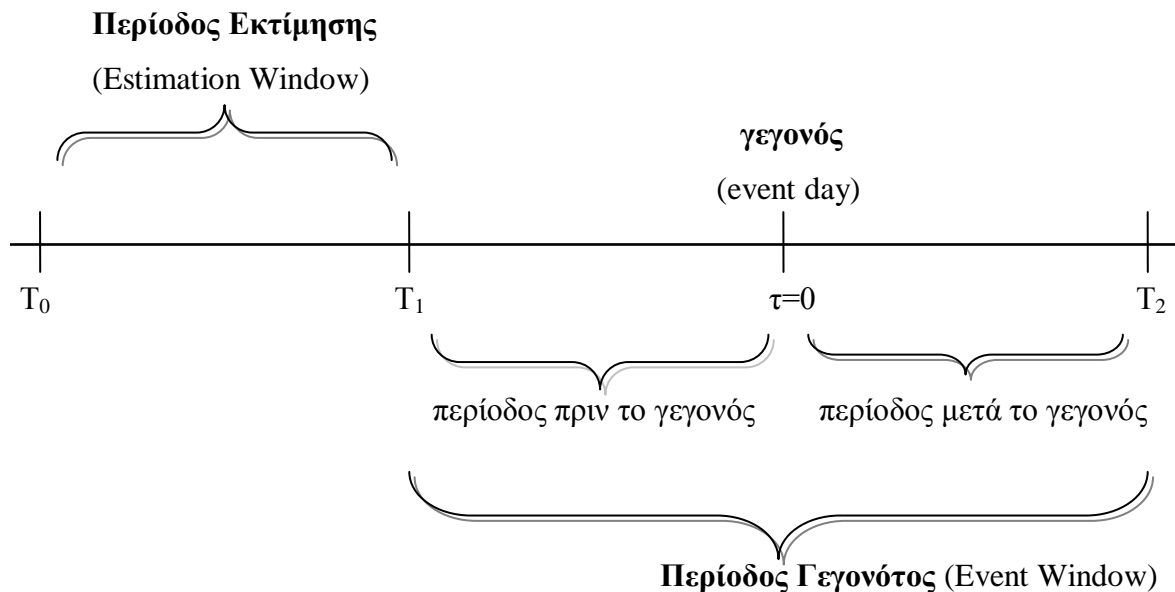 Περίοδος Εκτίμησης
(Estimation Window)
γεγονός
(event day)
T₀ T₁ τ=0 T₂
περίοδος πριν το γεγονός περίοδος μετά το γεγονός
Περίοδος Γεγονότος (Event Window)